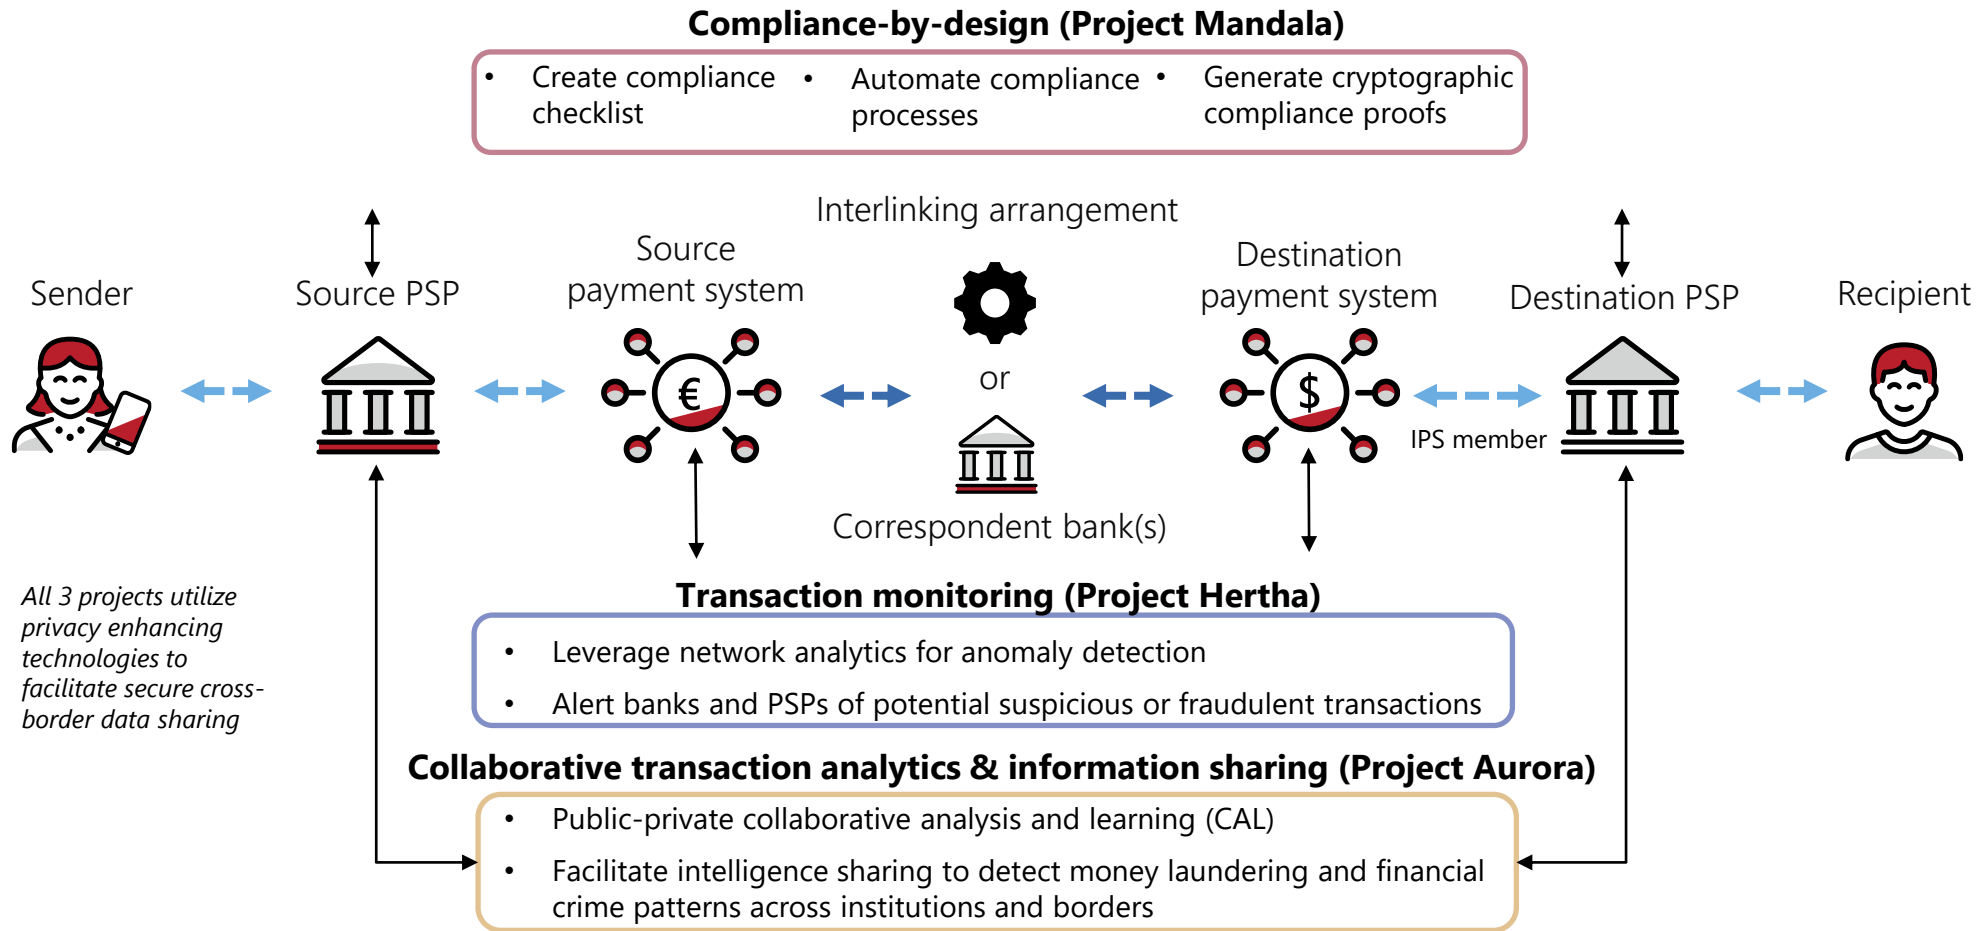 Compliance-by-design (Project Mandala)
• Create compliance
checklist
• Automate compliance
processes
• Generate cryptographic
compliance proofs
Interlinking arrangement
Sender
Source PSP
Source
payment system
€
or
Correspondent bank(s)
Destination
payment system
$
IPS member
Destination PSP
Recipient
All 3 projects utilize
privacy enhancing
technologies to
facilitate secure cross-
border data sharing
Transaction monitoring (Project Hertha)
• Leverage network analytics for anomaly detection
• Alert banks and PSPs of potential suspicious or fraudulent transactions
Collaborative transaction analytics & information sharing (Project Aurora)
• Public-private collaborative analysis and learning (CAL)
• Facilitate intelligence sharing to detect money laundering and financial
crime patterns across institutions and borders